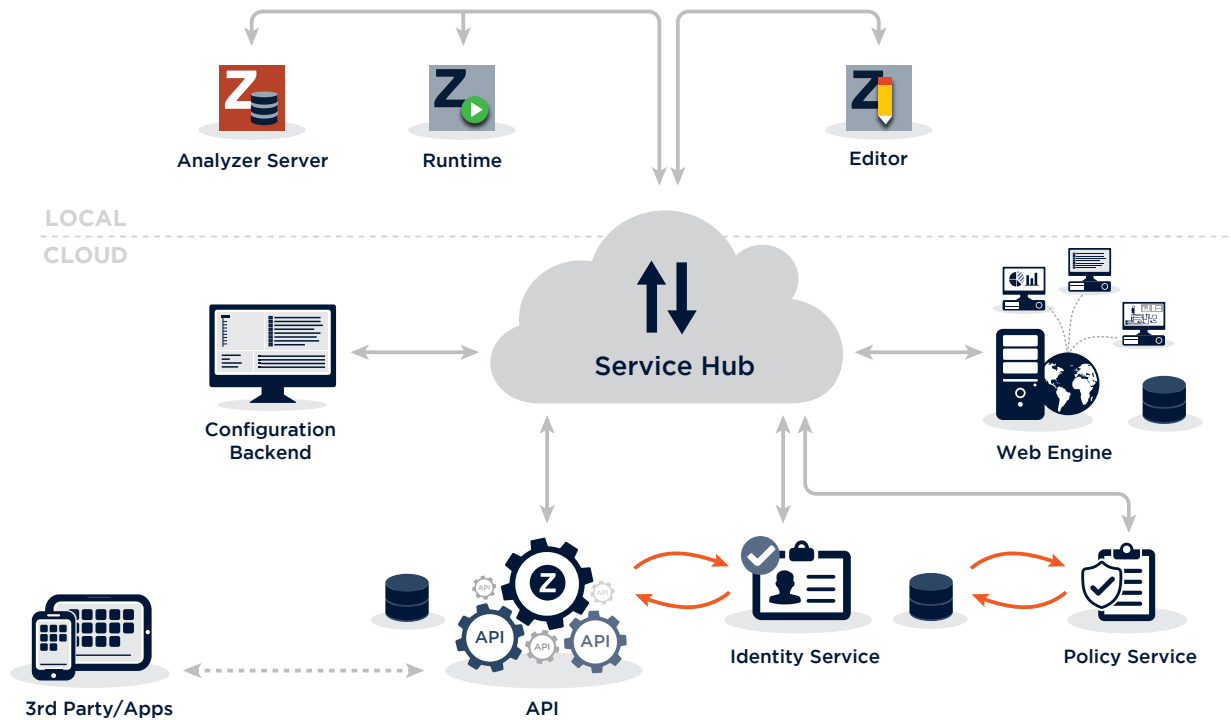 Z
Z
Z
Analyzer Server
Runtime
Editor
LOCAL
CLOUD
Service Hub
Configuration
Backend
Web Engine
Z
API
API
API
API
API
Identity Service
Policy Service
3rd Party/Apps
API